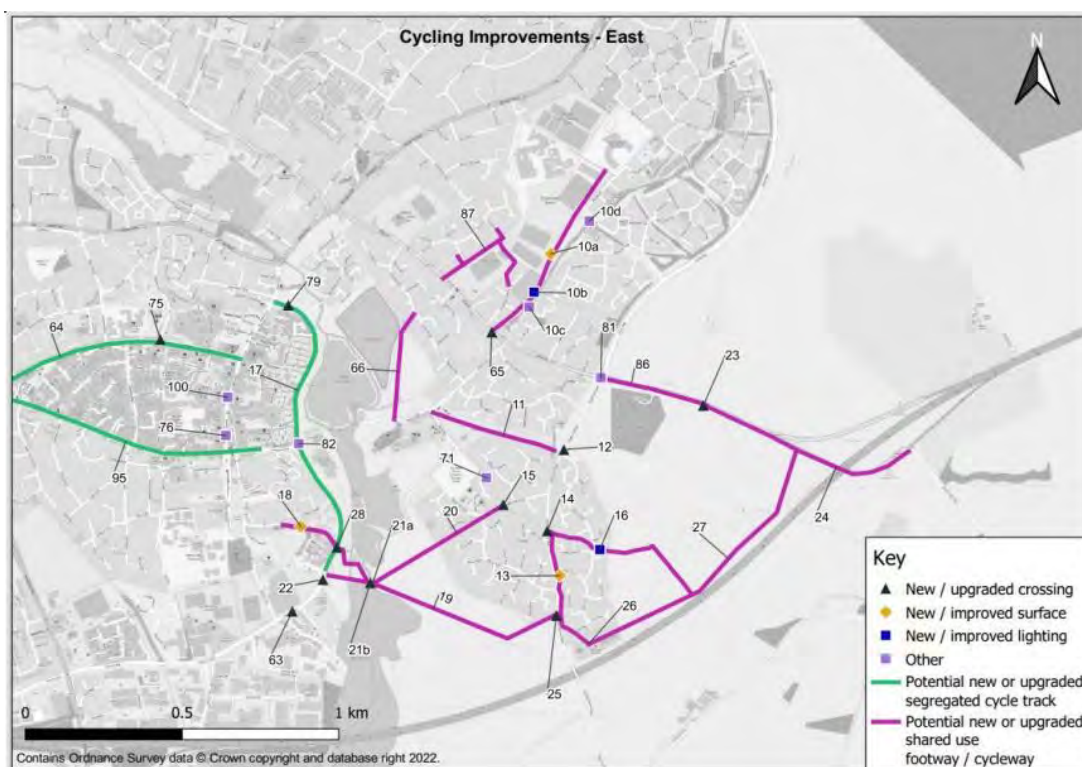 Cycling Improvements - East
N
10d
87
10a
79
10b
75
10c
64
81
86
23
65
17
66
100
11
76
82
12
95
71
15
18
14
20
28
16
24
21a
27
13
22
19
26
63
21b
25
Key
New / upgraded crossing
New / improved surface
New / improved lighting
Other
Potential new or upgraded
segregated cycle track
Potential new or upgraded
shared use
footway / cycleway
0
0.5
1 km
Contains Ordnance Survey data © Crown copyright and database right 2022.